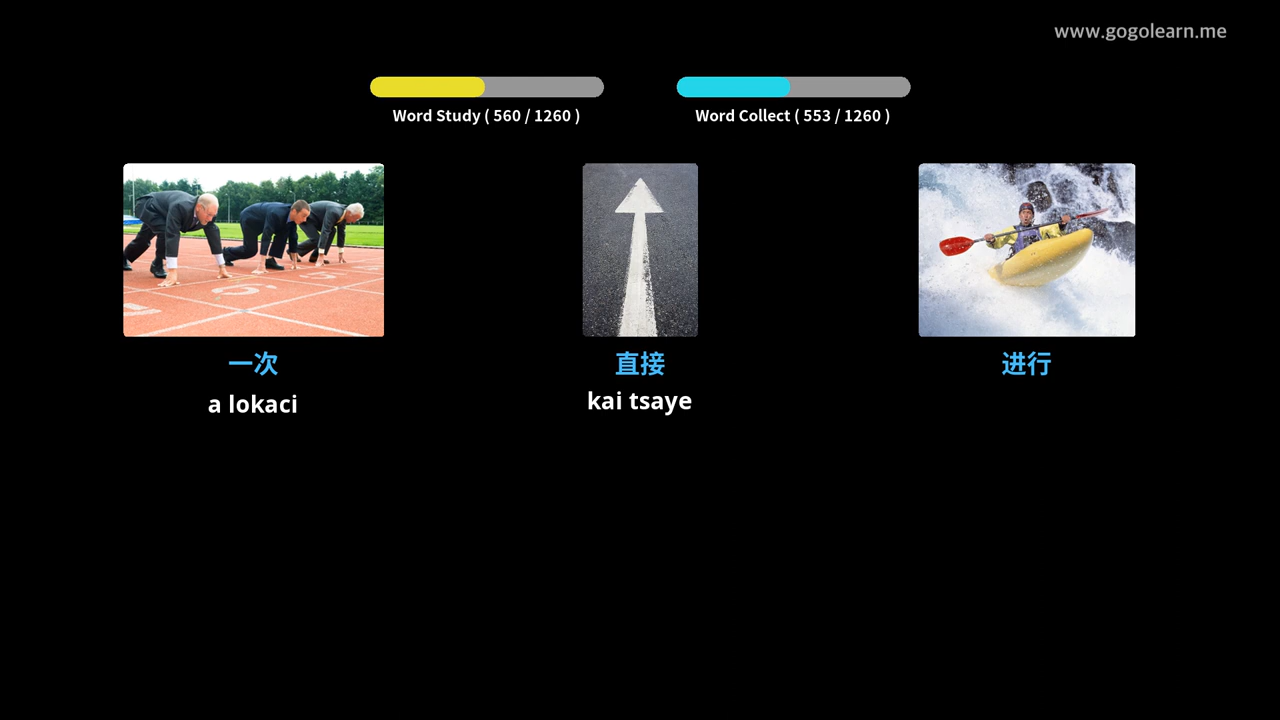 www.gogolearn.me
Word Study ( 560 / 1260 )
Word Collect ( 553 / 1260 )
一次
直接
进行
a lokaci
kai tsaye